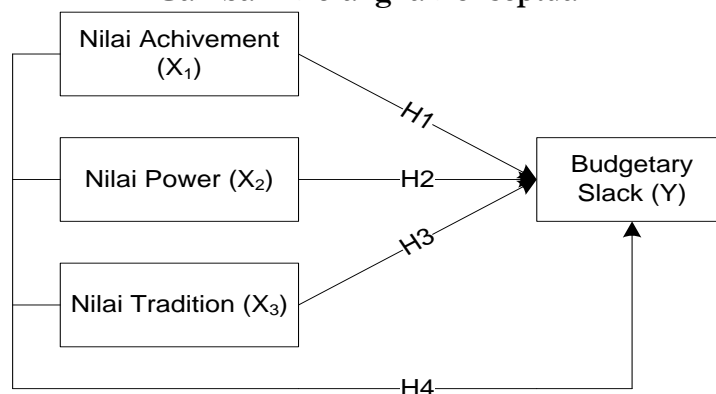 Nilai Achivement
(X₁)
H1
Nilai Power (X₂)
H2
Budgetary
Slack (Y)
H3
Nilai Tradition (X₃)
H4